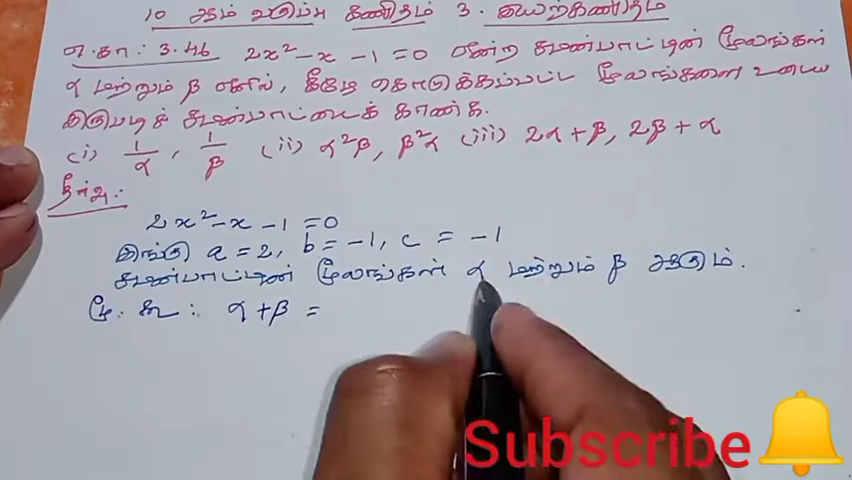 10 ஆம் வகுப்பு கணிதம் 3. இயற்கணிதம்
எ.கா : 3.46 2x² - x - 1 = 0 என்ற சமன்பாட்டின் மூலங்கள்
α மற்றும் β எனில், கீழே கொடுக்கப்பட்ட மூலங்களை உடைய
இருபடிச் சமன்பாட்டைக் காண்க.
(i) 1/α, 1/β (ii) α²β, β²α (iii) 2α + β, 2β + α
தீர்வு :-
2x² - x - 1 = 0
இங்கு a = 2, b = -1, c = -1
சமன்பாட்டின் மூலங்கள் α மற்றும் β ஆகும்.
மூ. கூ : α + β =
Subscribe